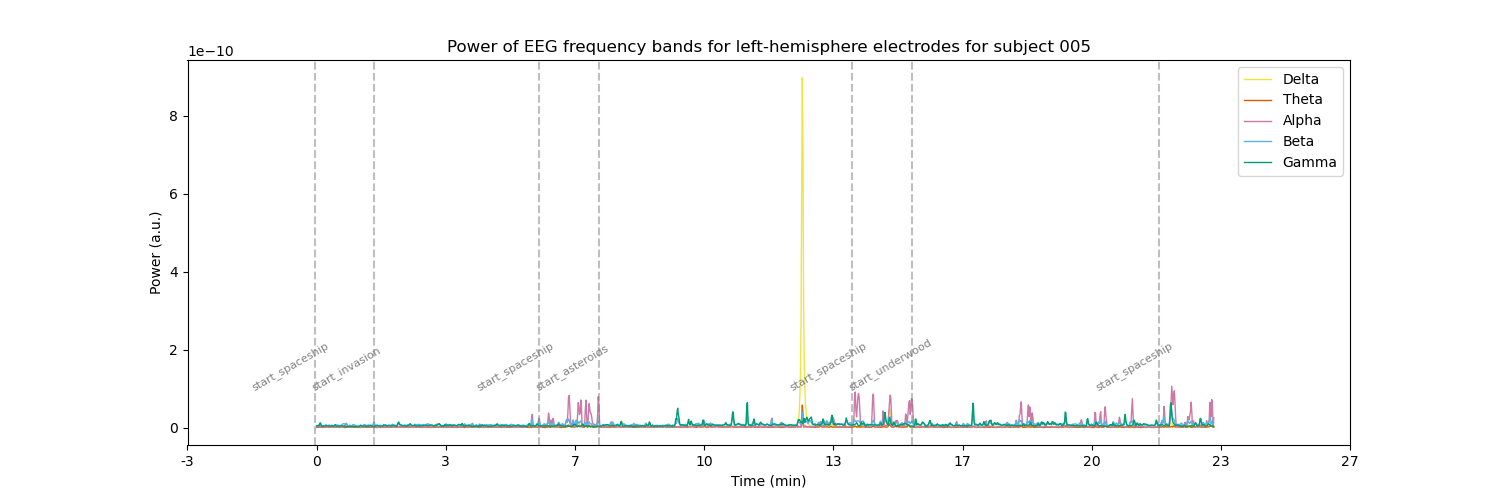 Power of EEG frequency bands for left-hemisphere electrodes for subject 005
1e−10
Delta
Theta
Alpha
Beta
Gamma
8
6
4
2
0
Power (a.u.)
start_spaceship
start_invasion
start_spaceship
start_asteroids
start_spaceship
start_underwood
start_spaceship
-3
0
3
7
10
13
17
20
23
27
Time (min)